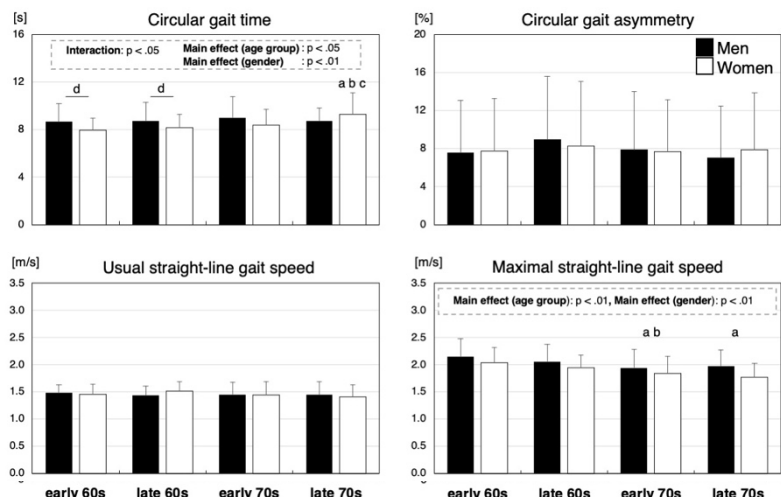 [s]
Circular gait time
16
12
8
4
0
Interaction: p < .05
Main effect (age group) : p < .05
Main effect (gender) : p < .01
d
d
a b c
[%]
Circular gait asymmetry
20
16
12
8
4
0
Men
Women
[m/s]
Usual straight-line gait speed
3.5
3.0
2.5
2.0
1.5
1.0
0.5
0.0
early 60s
late 60s
early 70s
late 70s
[m/s]
Maximal straight-line gait speed
3.5
3.0
2.5
2.0
1.5
1.0
0.5
0.0
Main effect (age group): p < .01, Main effect (gender): p < .01
a b
a
early 60s
late 60s
early 70s
late 70s